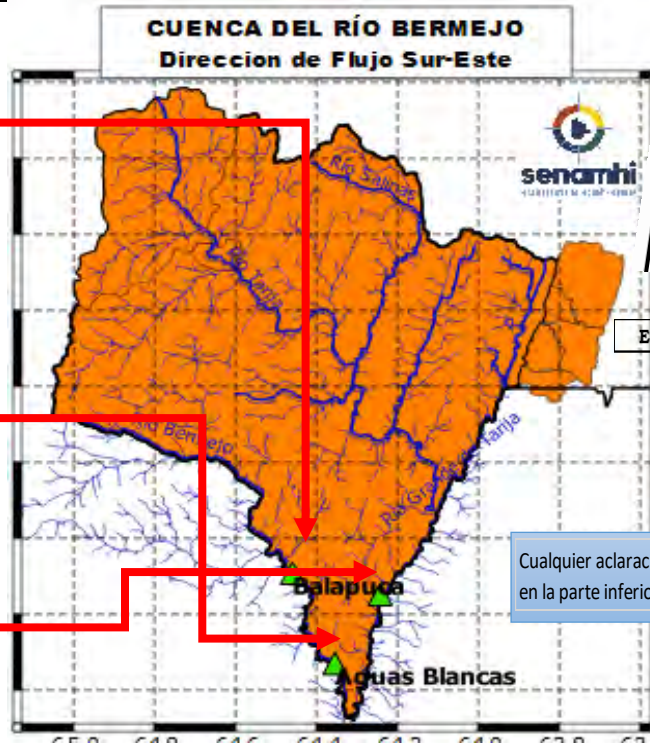 CUENCA DEL RÍO BERMEJO
Direccion de Flujo Sur-Este
senamhi
Río Salinas
Río Tarija
E
Río Bermejo
Río Grande Tarija
Cualquier aclarac
en la parte inferio
Balapuca
Aguas Blancas